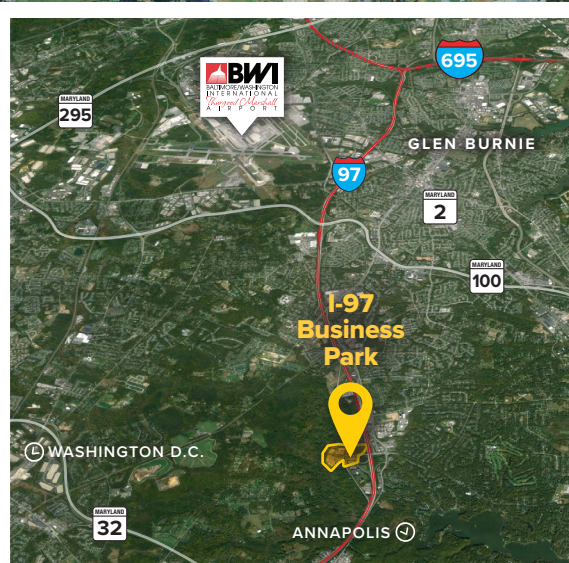 695
BWI
BALTIMORE/WASHINGTON
INTERNATIONAL
Thurgood Marshall
AIRPORT
MARYLAND
295
GLEN BURNIE
97
MARYLAND
2
MARYLAND
100
I-97
Business
Park
WASHINGTON D.C.
MARYLAND
32
ANNAPOLIS